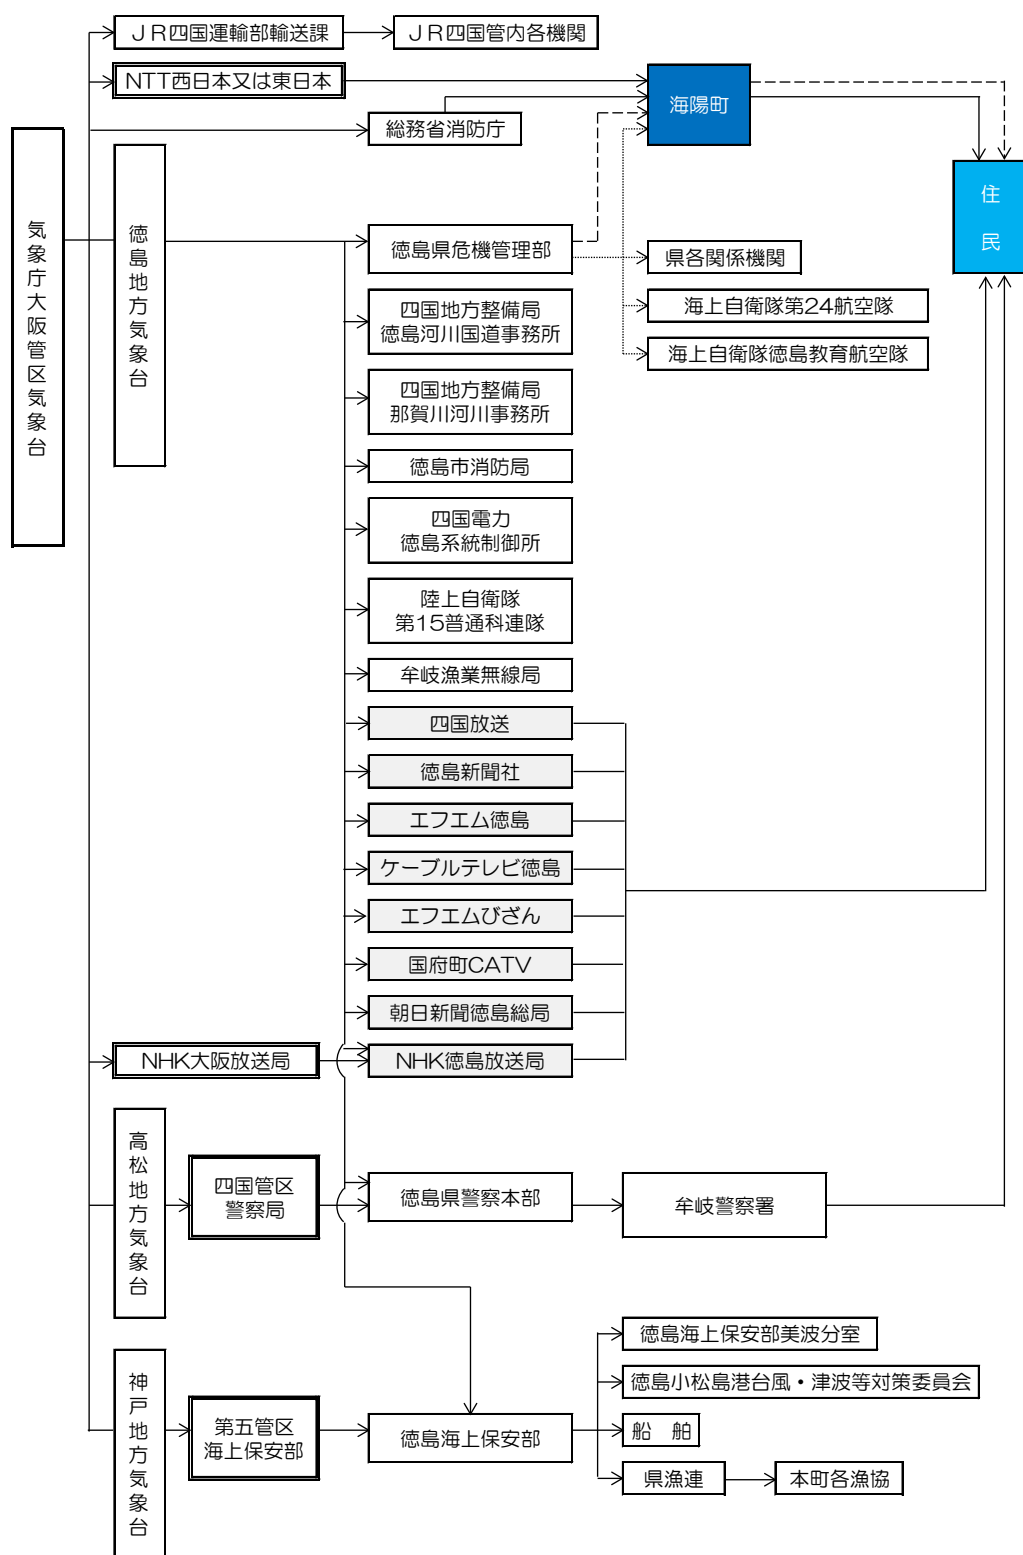 ＪＲ四国運輸部輸送課
ＪＲ四国管内各機関
NTT西日本又は東日本
海陽町
総務省消防庁
住民
気象庁大阪管区気象台
徳島地方気象台
徳島県危機管理部
県各関係機関
四国地方整備局
徳島河川国道事務所
海上自衛隊第24航空隊
海上自衛隊徳島教育航空隊
四国地方整備局
那賀川河川事務所
徳島市消防局
四国電力
徳島系統制御所
陸上自衛隊
第15普通科連隊
牟岐漁業無線局
四国放送
徳島新聞社
エフエム徳島
ケーブルテレビ徳島
エフエムびざん
国府町CATV
朝日新聞徳島総局
NHK大阪放送局
NHK徳島放送局
高松地方気象台
四国管区
警察局
徳島県警察本部
牟岐警察署
神戸地方気象台
第五管区
海上保安部
徳島海上保安部
徳島海上保安部美波分室
徳島小松島港台風・津波等対策委員会
船　舶
県漁連
本町各漁協